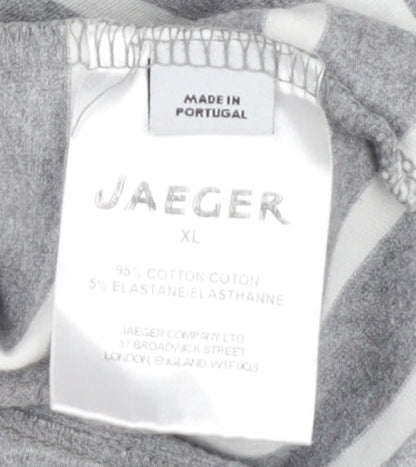 MADE IN
PORTUGAL
JAEGER
XL
95% COTTON/COTON
5% ELASTANE/ELASTHANNE
JAEGER COMPANY LTD
57 BROADWICK STREET
LONDON, ENGLAND, W1F 9QS